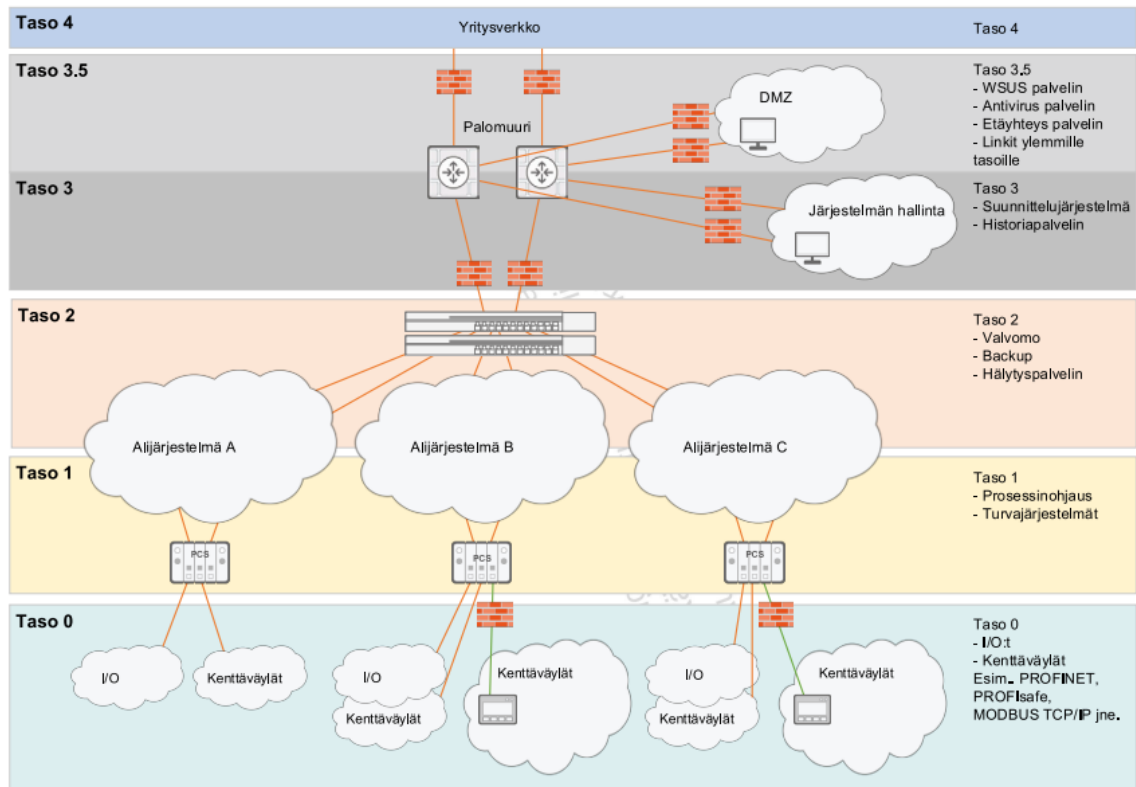 Taso 4
Yritysverkko
Taso 4
Taso 3.5
Taso 3.5
- WSUS palvelin
- Antivirus palvelin
- Etäyhteys palvelin
- Linkit ylemmille
tasoille
DMZ
Palomuuri
Taso 3
Järjestelmän hallinta
Taso 3
- Suunnittelujärjestelmä
- Historiapalvelin
Taso 2
Taso 2
- Valvomo
- Backup
- Hälytyspalvelin
Alijärjestelmä A
Alijärjestelmä B
Alijärjestelmä C
Taso 1
Taso 1
- Prosessinohjaus
- Turvajärjestelmät
PCS
PCS
PCS
Taso 0
Taso 0
- I/O:t
- Kenttäväylät
Esim. PROFINET,
PROFIsafe,
MODBUS TCP/IP jne.
I/O
Kenttäväylät
I/O
Kenttäväylät
Kenttäväylät
I/O
Kenttäväylät
Kenttäväylät